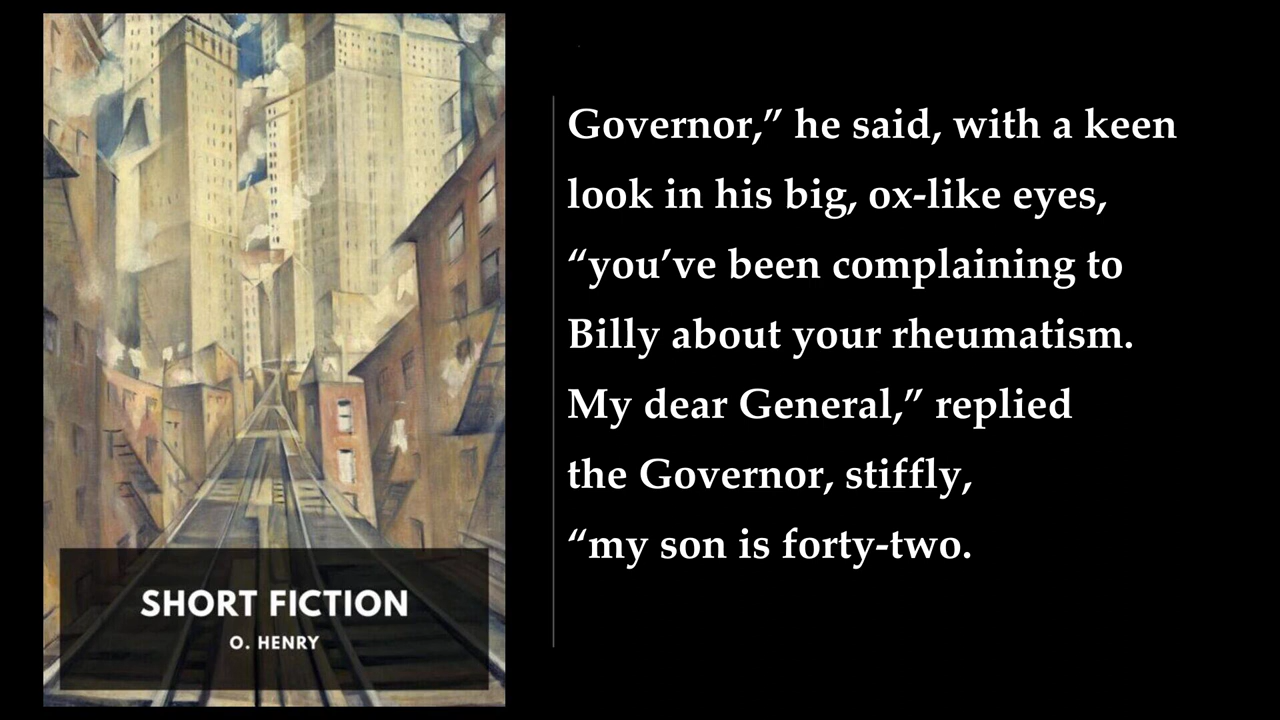 SHORT FICTION
O. HENRY
Governor,” he said, with a keen
look in his big, ox-like eyes,
“you’ve been complaining to
Billy about your rheumatism.
My dear General,” replied
the Governor, stiffly,
“my son is forty-two.